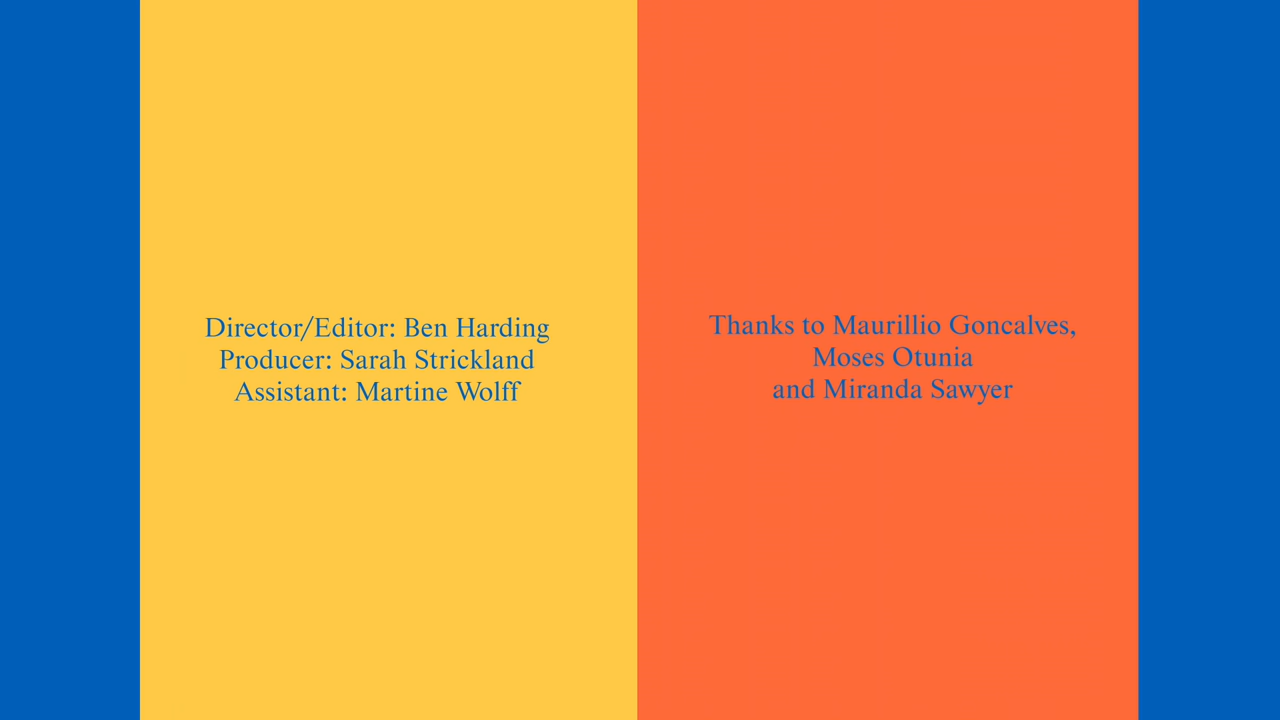 Director/Editor: Ben Harding
Producer: Sarah Strickland
Assistant: Martine Wolff
Thanks to Maurillio Goncalves,
Moses Otunia
and Miranda Sawyer